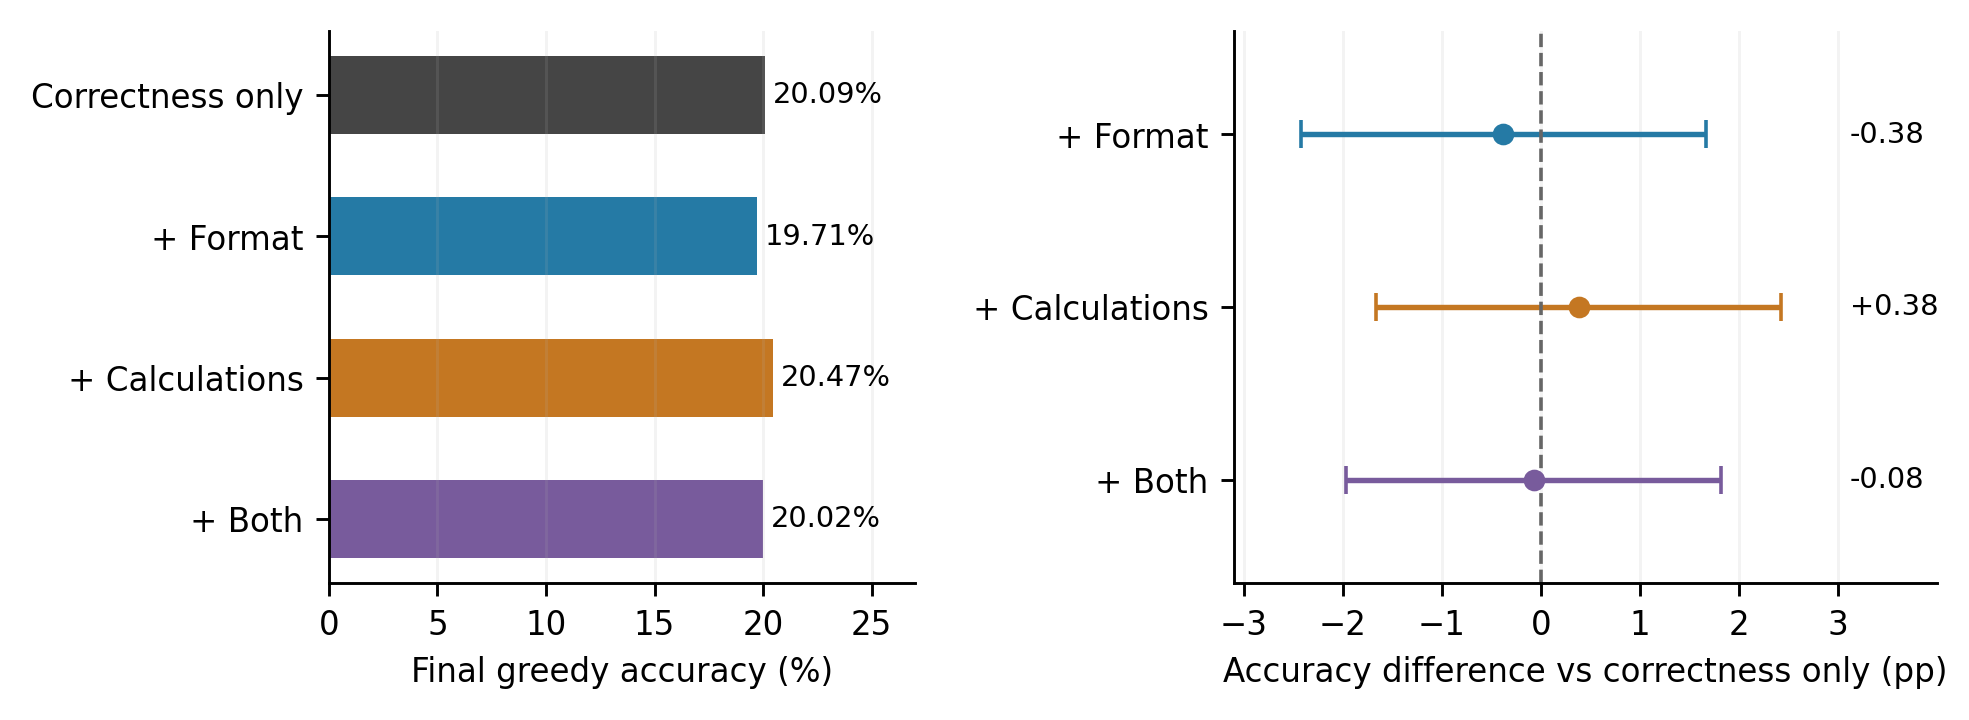 Correctness only
20.09%
+ Format
19.71%
+ Calculations
20.47%
+ Both
20.02%
0 5 10 15 20 25
Final greedy accuracy (%)
+ Format
-0.38
+ Calculations
+0.38
+ Both
-0.08
−3 −2 −1 0 1 2 3
Accuracy difference vs correctness only (pp)